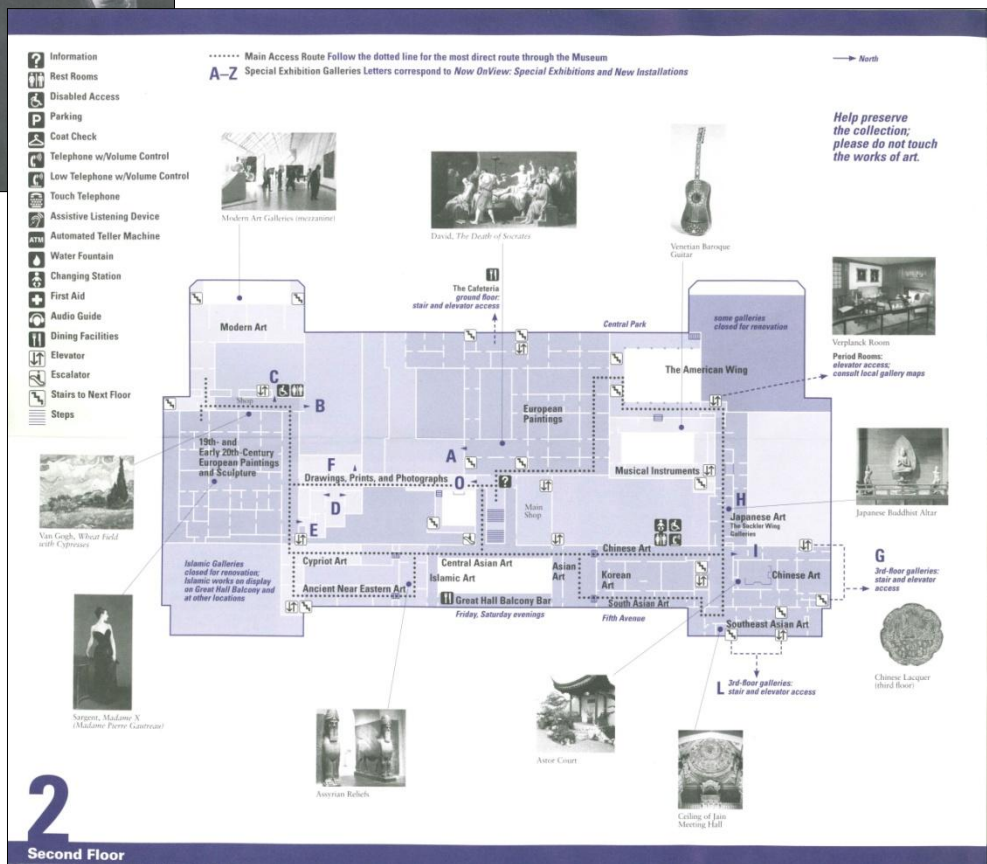 Information
Rest Rooms
Disabled Access
P Parking
Coat Check
Telephone w/Volume Control
Low Telephone w/Volume Control
Touch Telephone
Assistive Listening Device
ATM Automated Teller Machine
Water Fountain
Changing Station
First Aid
Audio Guide
Dining Facilities
Elevator
Escalator
Stairs to Next Floor
Steps
Main Access Route Follow the dotted line for the most direct route through the Museum
A–Z Special Exhibition Galleries Letters correspond to Now OnView: Special Exhibitions and New Installations
North
Help preserve
the collection;
please do not touch
the works of art.
Modern Art Galleries (mezzanine)
David, The Death of Socrates
Venetian Baroque
Guitar
Verplanck Room
Period Rooms:
elevator access;
consult local gallery maps
The Cafeteria
ground floor:
stair and elevator access
Central Park
some galleries
closed for renovation
Modern Art
The American Wing
C
Shop
B
European
Paintings
19th- and
Early 20th-Century
European Paintings
and Sculpture
A
F
Drawings, Prints, and Photographs
O
?
Musical Instruments
D
E
Main
Shop
H
Japanese Art
The Sackler Wing
Galleries
Japanese Buddhist Altar
Van Gogh, Wheat Field
with Cypresses
Chinese Art
I
Cypriot Art
Central Asian Art
Islamic Art
Asian
Art
Korean
Art
Chinese Art
G
3rd-floor galleries:
stair and elevator
access
Islamic Galleries
closed for renovation;
Islamic works on display
on Great Hall Balcony and
at other locations
Ancient Near Eastern Art
Great Hall Balcony Bar
Friday, Saturday evenings
South Asian Art
Fifth Avenue
Southeast Asian Art
L 3rd-floor galleries:
stair and elevator access
Chinese Lacquer
(third floor)
Sargent, Madame X
(Madame Pierre Gautreau)
Assyrian Reliefs
Astor Court
Ceiling of Jain
Meeting Hall
2
Second Floor